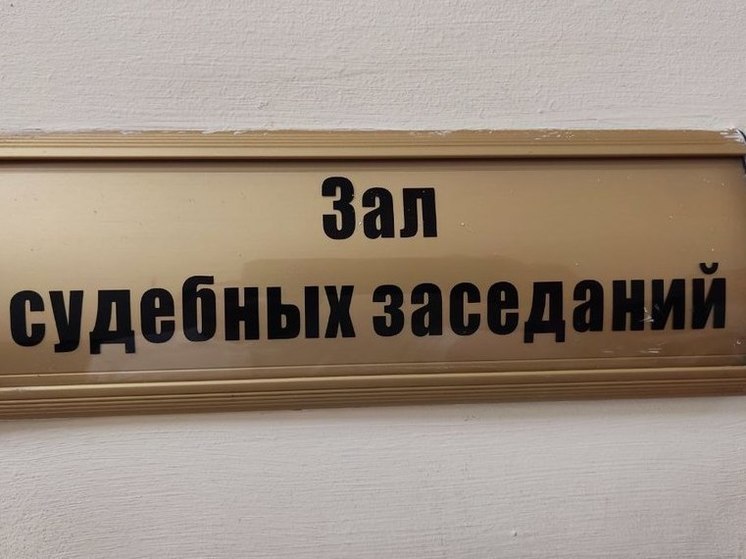 Зал
судебных заседаний